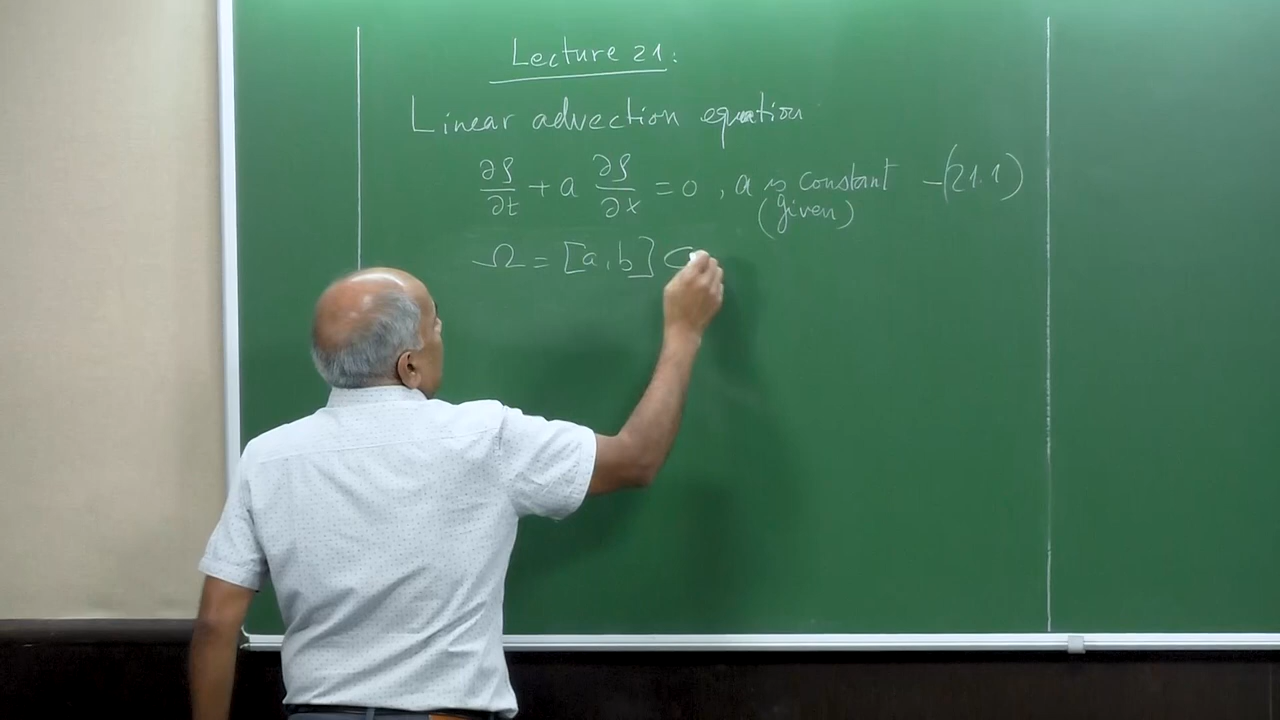 Lecture 21:
Linear advection equation
∂ρ/∂t + a ∂ρ/∂x = 0, a is constant (given) —(21.1)
Ω = [a, b] ⊂